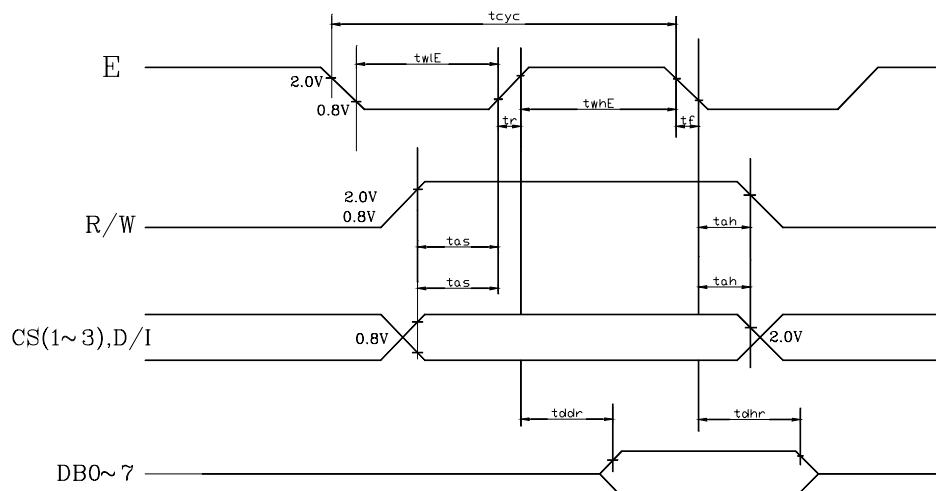 tcyc
E
twlE
2.0V
0.8V
twhE
tr
tf
2.0V
R/W
0.8V
tas
tah
tas
tah
CS(1~3),D/I
0.8V
2.0V
tddr
tdhr
DB0~7